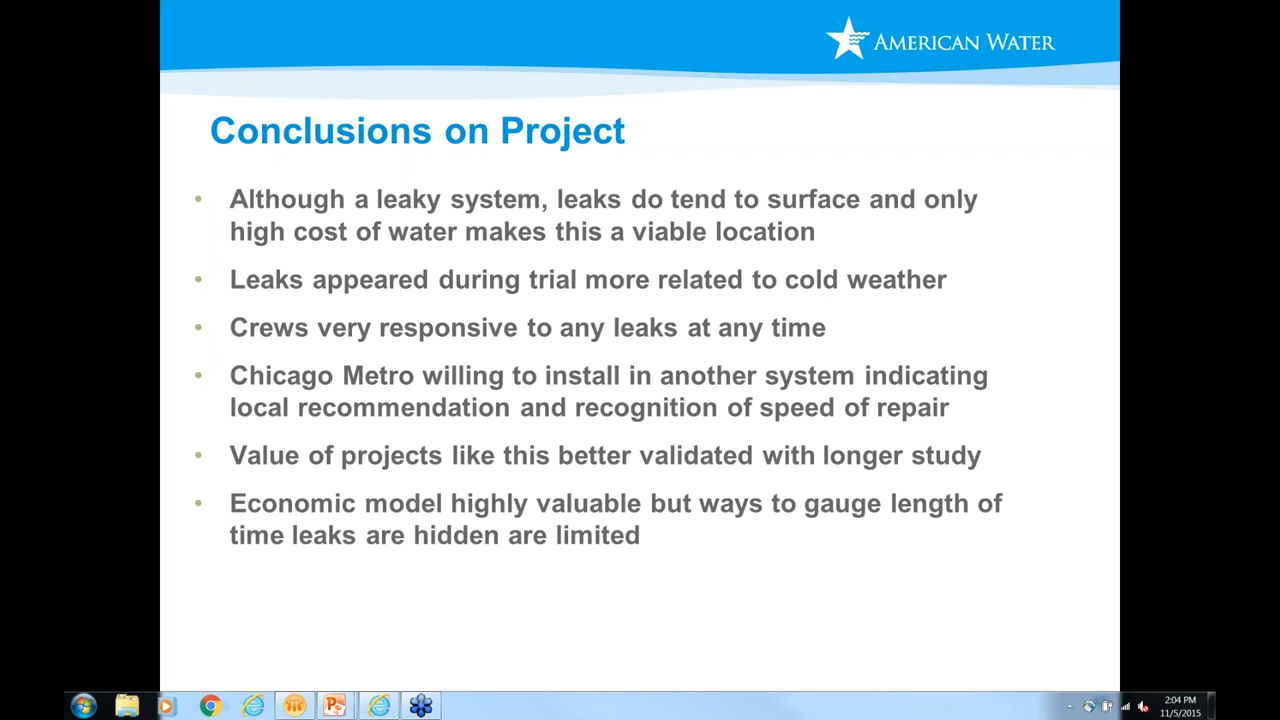 AMERICAN WATER
Conclusions on Project
• Although a leaky system, leaks do tend to surface and only
high cost of water makes this a viable location
• Leaks appeared during trial more related to cold weather
• Crews very responsive to any leaks at any time
• Chicago Metro willing to install in another system indicating
local recommendation and recognition of speed of repair
• Value of projects like this better validated with longer study
• Economic model highly valuable but ways to gauge length of
time leaks are hidden are limited
2:04 PM
11/5/2015